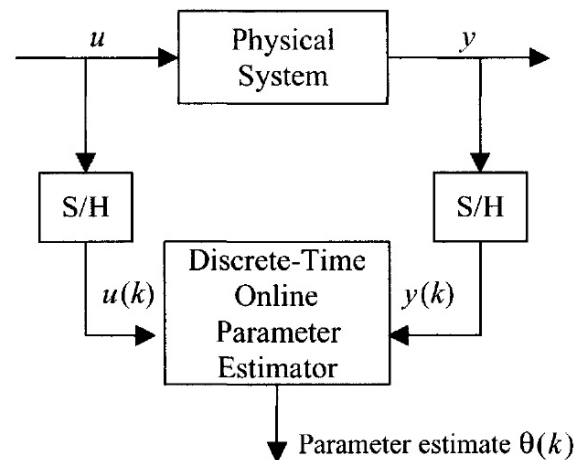 u
Physical
System
y
S/H
S/H
u(k)
Discrete-Time
Online
Parameter
Estimator
y(k)
Parameter estimate θ(k)